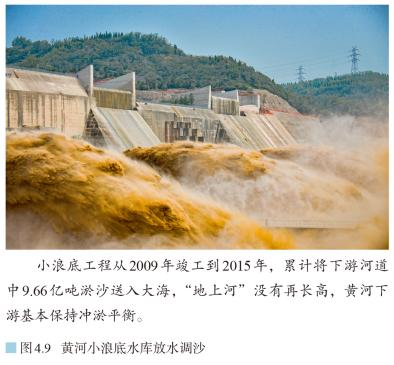 小浪底工程从2009年竣工到2015年，累计将下游河道
中9.66亿吨淤沙送入大海，“地上河”没有再长高，黄河下
游基本保持冲淤平衡。
图4.9 黄河小浪底水库放水调沙